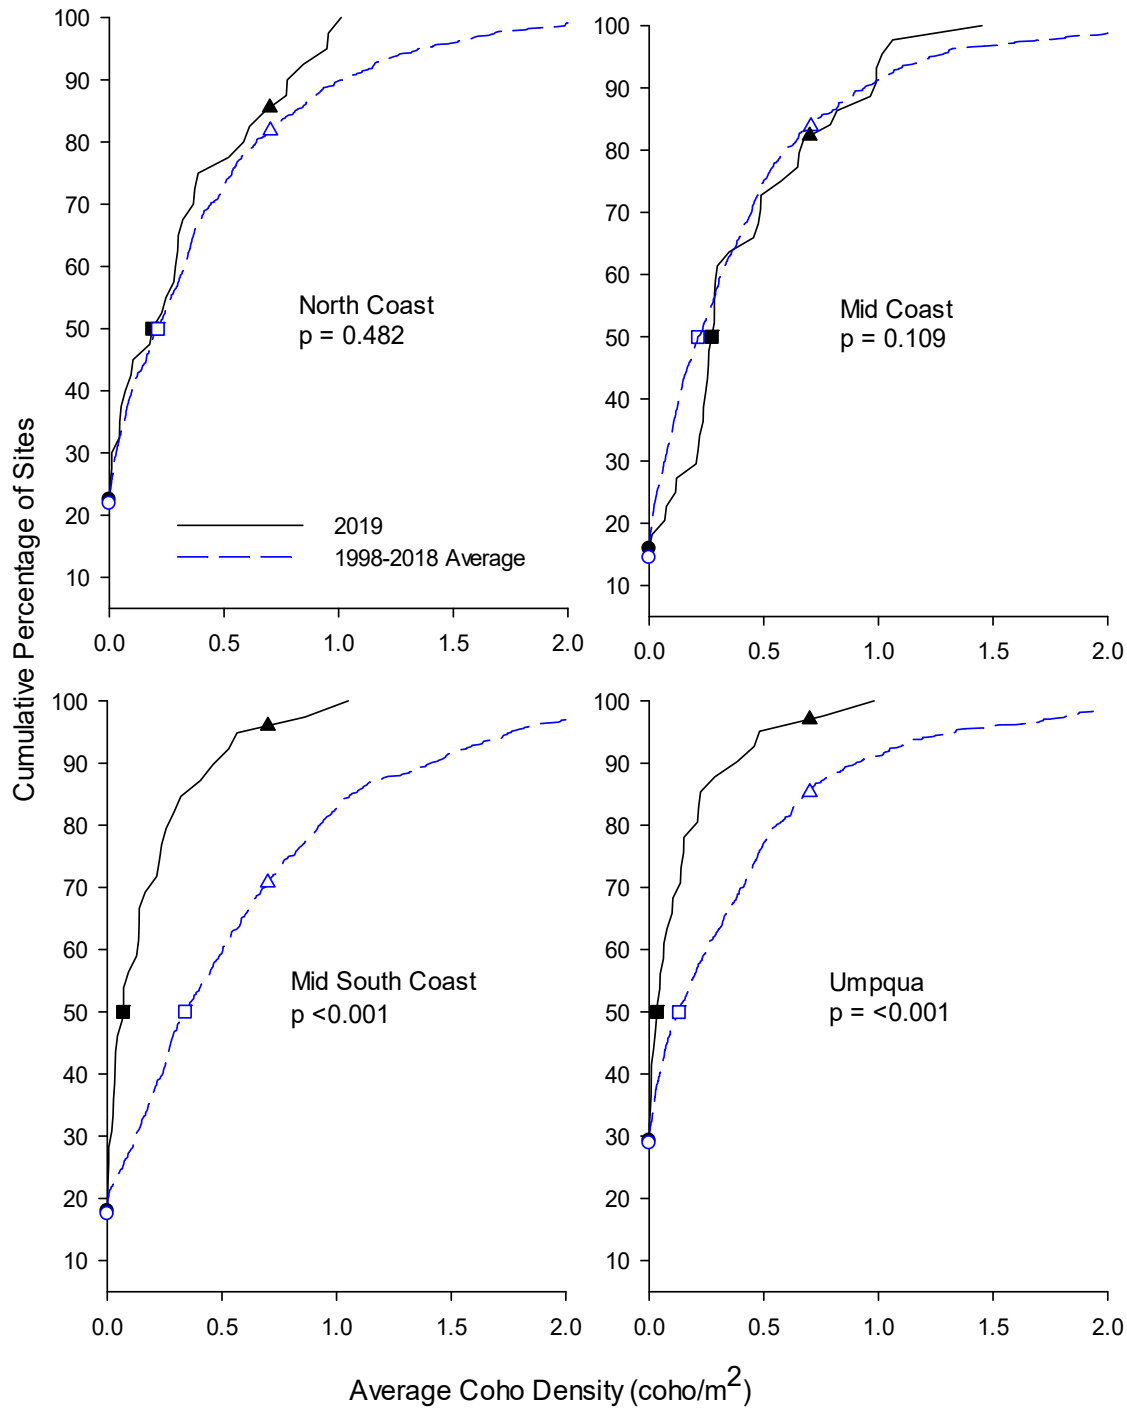 Cumulative Percentage of Sites
100
90
80
70
60
50
40
30
20
10
0.0 0.5 1.0 1.5 2.0
North Coast
p = 0.482
2019
1998-2018 Average
100
90
80
70
60
50
40
30
20
10
0.0 0.5 1.0 1.5 2.0
Mid Coast
p = 0.109
100
90
80
70
60
50
40
30
20
10
0.0 0.5 1.0 1.5 2.0
Mid South Coast
p <0.001
100
90
80
70
60
50
40
30
20
10
0.0 0.5 1.0 1.5 2.0
Umpqua
p = <0.001
Average Coho Density (coho/m²)